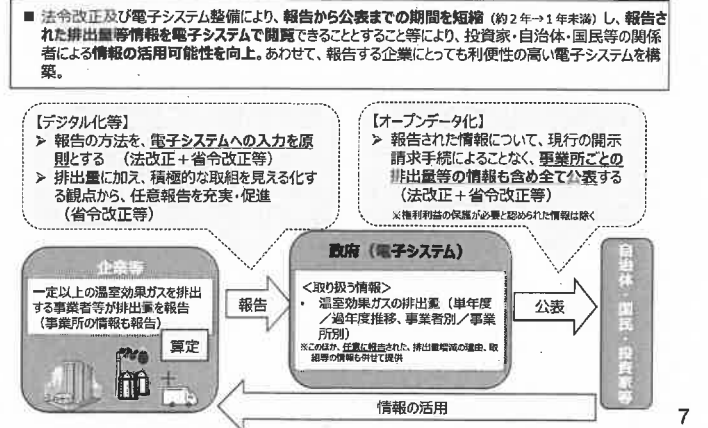 ■ 法令改正及び電子システム整備により、報告から公表までの期間を短縮（約２年→１年未満）し、報告さ
れた排出量等情報を電子システムで閲覧できることとすること等により、投資家・自治体・国民等の関係
者による情報の活用可能性を向上。あわせて、報告する企業にとっても利便性の高い電子システムを構
築。
【デジタル化等】
➢ 報告の方法を、電子システムへの入力を原
則とする （法改正＋省令改正等）
➢ 排出量に加え、積極的な取組を見える化す
る観点から、任意報告を充実・促進
（省令改正等）
【オープンデータ化】
➢ 報告された情報について、現行の開示
請求手続によることなく、事業所ごとの
排出量等の情報も含め全て公表する
（法改正＋省令改正等）
※権利利益の保護が必要と認められた情報は除く
企業等
一定以上の温室効果ガスを排出
する事業者等が排出量を報告
（事業所の情報も報告）
算定
報告
政府（電子システム）
＜取り扱う情報＞
・ 温室効果ガスの排出量（単年度
／過年度推移、事業者別／事業
所別）
※このほか、任意に報告された、排出量増減の理由、取
組等の情報も併せて提供
公表
自治体・国民・投資家等
情報の活用
7